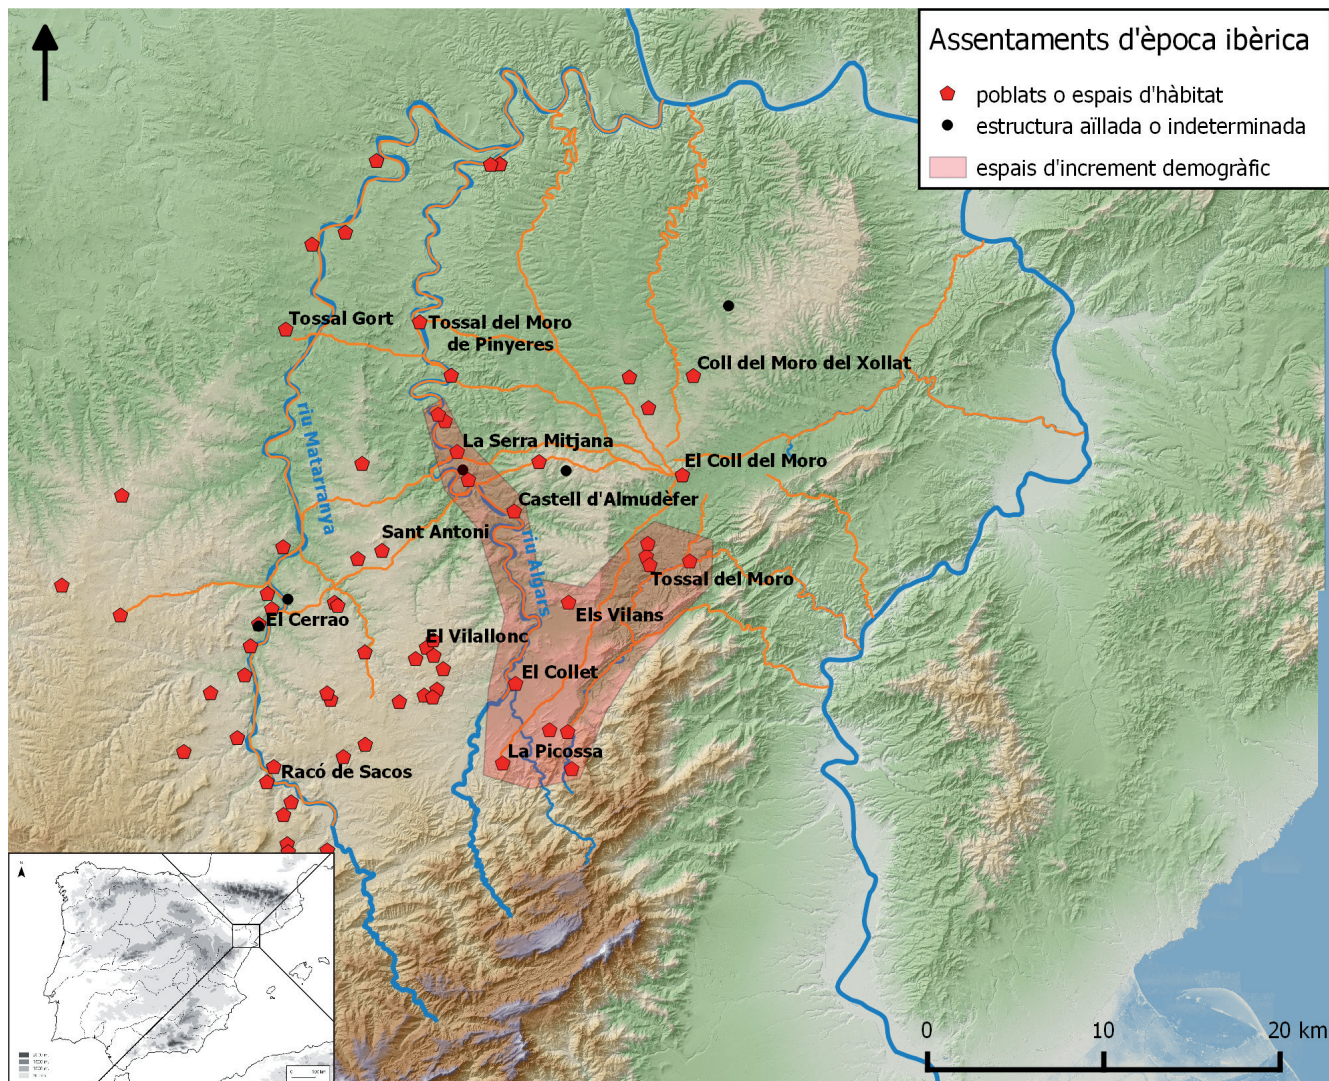 Assentaments d'època ibèrica
poblats o espais d'hàbitat
estructura aïllada o indeterminada
espais d'increment demogràfic
Tossal Gort
Tossal del Moro
de Pinyeres
Coll del Moro del Xollat
riu Matarranya
La Serra Mitjana
El Coll del Moro
Castell d'Almudèfer
Sant Antoni
riu Algars
Tossal del Moro
Els Vilans
El Cerrao
El Vilallonc
El Collet
La Picossa
Racó de Sacos
N
0 10 20 km